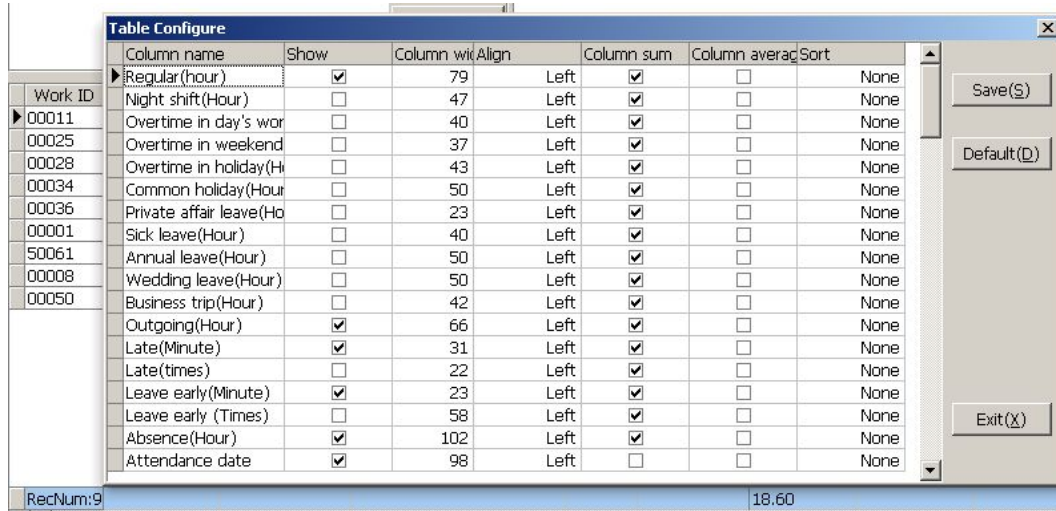 Table Configure
Column name Show Column wid Align Column sum Column averag Sort
Regular(hour) 79 Left None
Night shift(Hour) 47 Left None
Overtime in day's wor 40 Left None
Overtime in weekend 37 Left None
Overtime in holiday(H 43 Left None
Common holiday(Hour 50 Left None
Private affair leave(Ho 23 Left None
Sick leave(Hour) 40 Left None
Annual leave(Hour) 50 Left None
Wedding leave(Hour) 50 Left None
Business trip(Hour) 42 Left None
Outgoing(Hour) 66 Left None
Late(Minute) 31 Left None
Late(times) 22 Left None
Leave early(Minute) 23 Left None
Leave early (Times) 58 Left None
Absence(Hour) 102 Left None
Attendance date 98 Left None
Save(S)
Default(D)
Exit(X)
Work ID
00011
00025
00028
00034
00036
00001
50061
00008
00050
RecNum:9 18.60